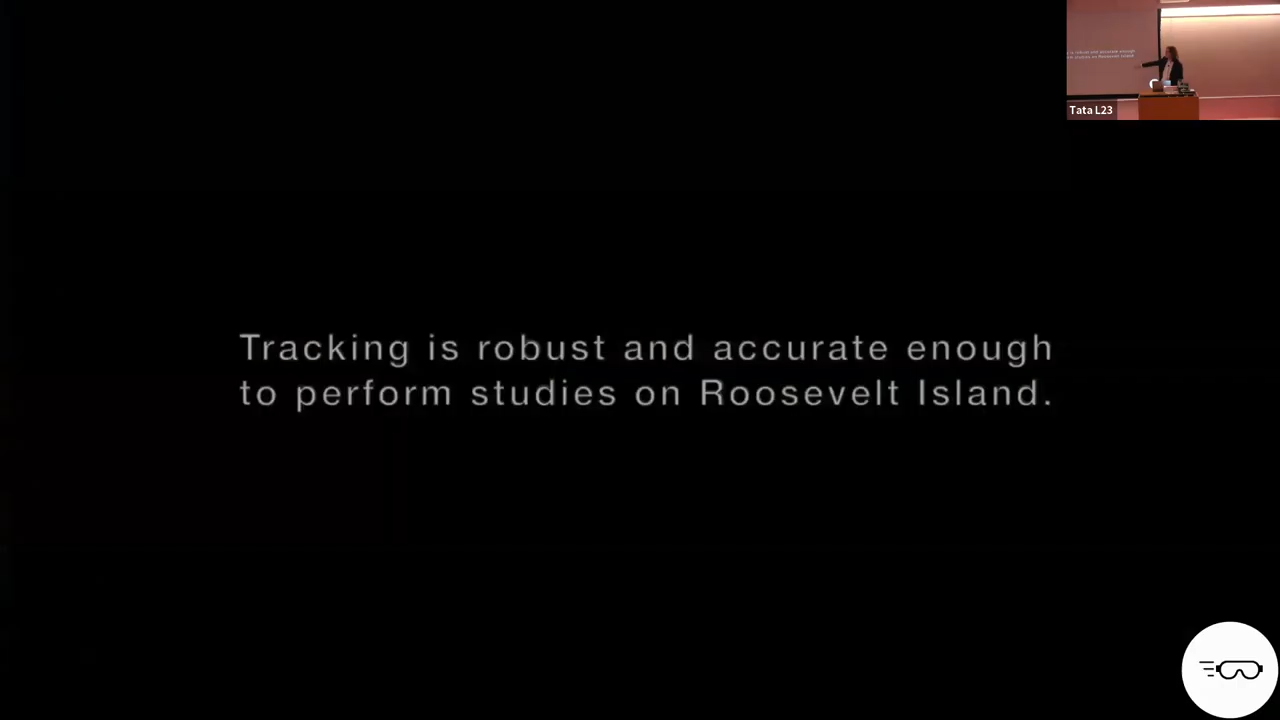 Tata L23
Tracking is robust and accurate enough
to perform studies on Roosevelt Island.